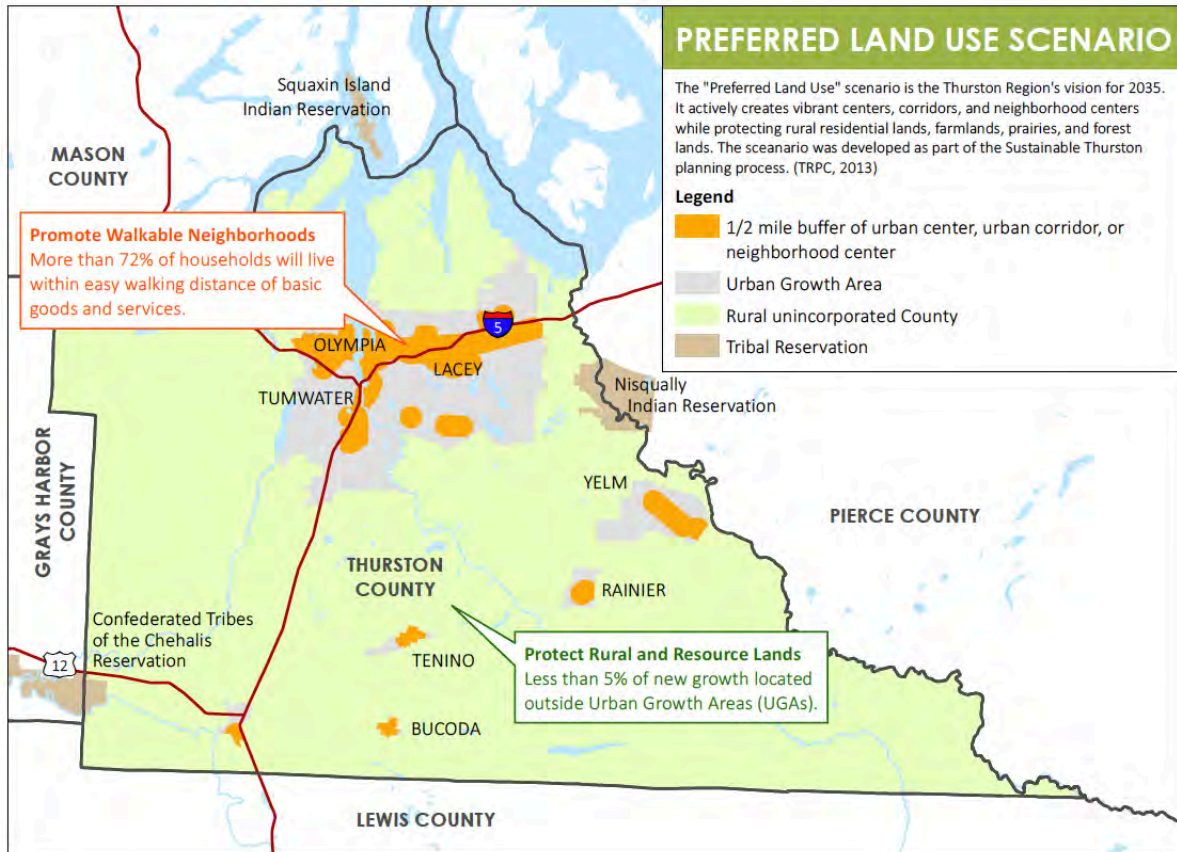 PREFERRED LAND USE SCENARIO
The "Preferred Land Use" scenario is the Thurston Region's vision for 2035.
It actively creates vibrant centers, corridors, and neighborhood centers
while protecting rural residential lands, farmlands, prairies, and forest
lands. The sceanario was developed as part of the Sustainable Thurston
planning process. (TRPC, 2013)
Legend
1/2 mile buffer of urban center, urban corridor, or
neighborhood center
Urban Growth Area
Rural unincorporated County
Tribal Reservation
Squaxin Island
Indian Reservation
MASON
COUNTY
Promote Walkable Neighborhoods
More than 72% of households will live
within easy walking distance of basic
goods and services.
5
OLYMPIA
LACEY
TUMWATER
Nisqually
Indian Reservation
GRAYS HARBOR
COUNTY
YELM
PIERCE COUNTY
THURSTON
COUNTY
RAINIER
Confederated Tribes
of the Chehalis
Reservation
12
TENINO
Protect Rural and Resource Lands
Less than 5% of new growth located
outside Urban Growth Areas (UGAs).
BUCODA
LEWIS COUNTY